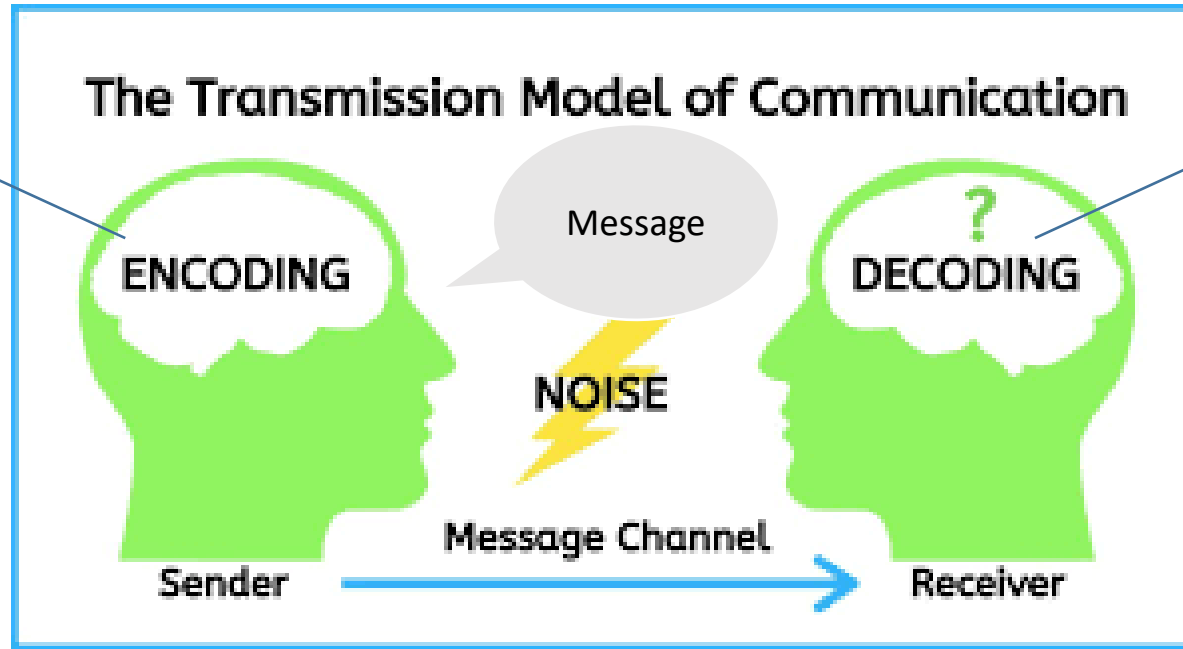 The Transmission Model of Communication
Message
?
ENCODING
DECODING
NOISE
Message Channel
Sender
Receiver